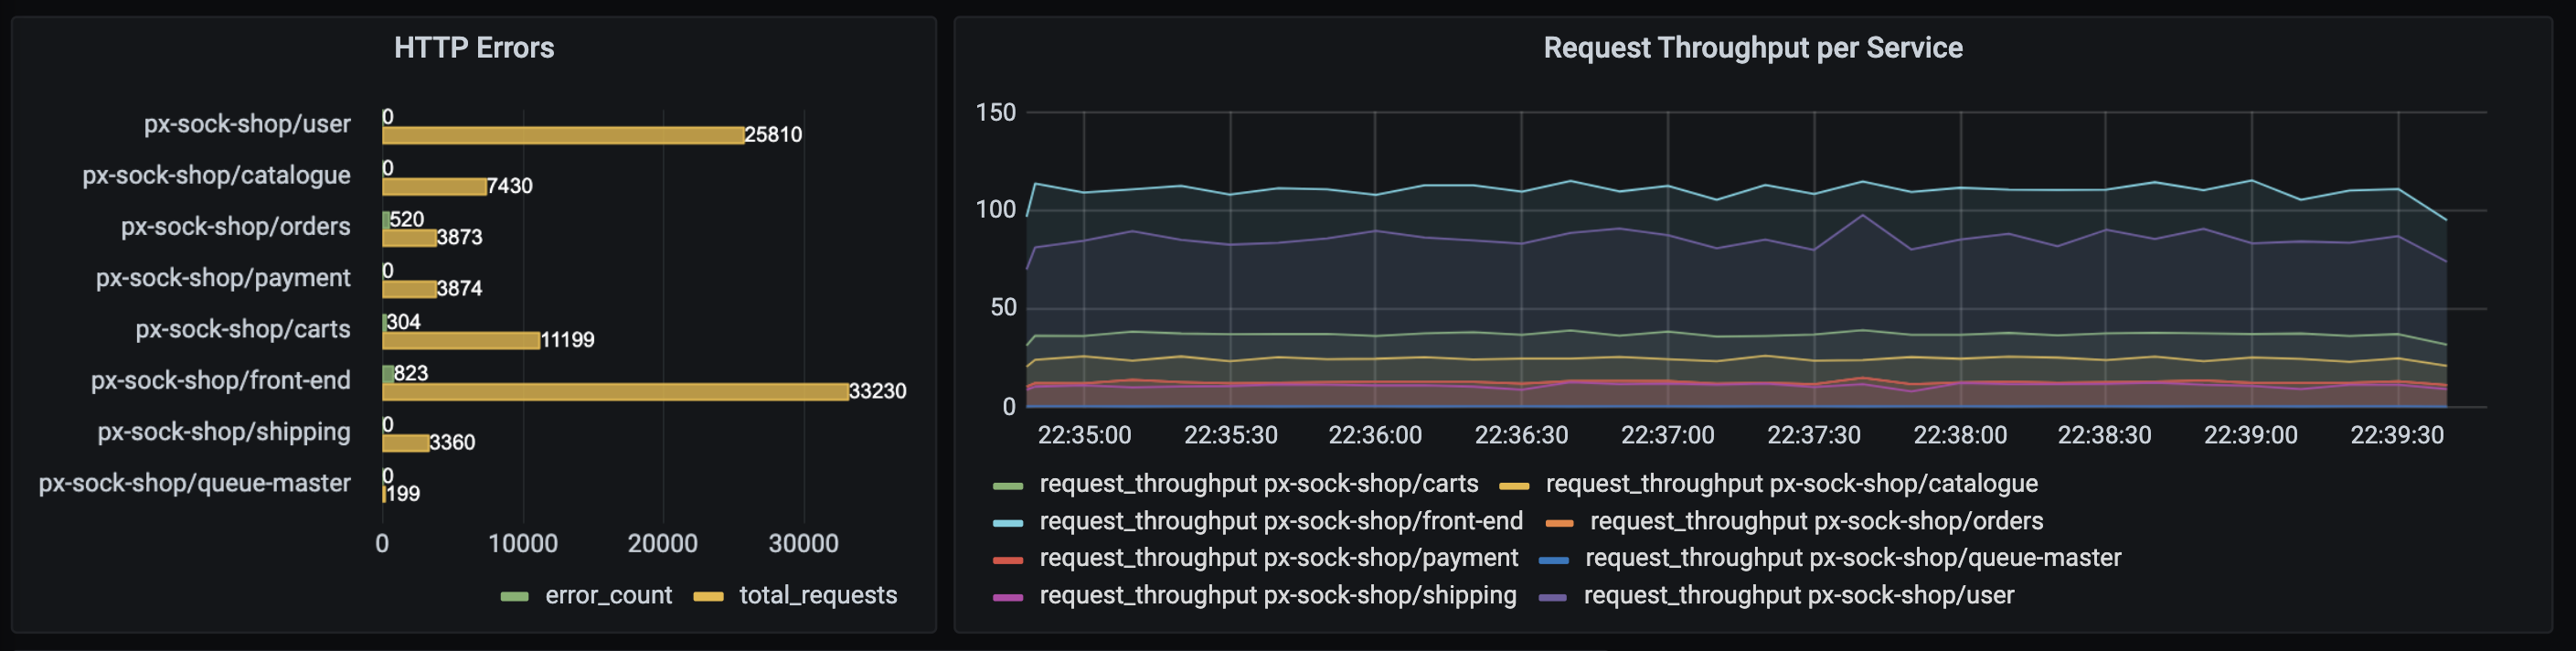 HTTP Errors
px-sock-shop/user
0
25810
px-sock-shop/catalogue
0
7430
px-sock-shop/orders
520
3873
px-sock-shop/payment
0
3874
px-sock-shop/carts
304
11199
px-sock-shop/front-end
823
33230
px-sock-shop/shipping
0
3360
px-sock-shop/queue-master
0
199
0 10000 20000 30000
error_count total_requests
Request Throughput per Service
150
100
50
0
22:35:00 22:35:30 22:36:00 22:36:30 22:37:00 22:37:30 22:38:00 22:38:30 22:39:00 22:39:30
request_throughput px-sock-shop/carts request_throughput px-sock-shop/catalogue
request_throughput px-sock-shop/front-end request_throughput px-sock-shop/orders
request_throughput px-sock-shop/payment request_throughput px-sock-shop/queue-master
request_throughput px-sock-shop/shipping request_throughput px-sock-shop/user